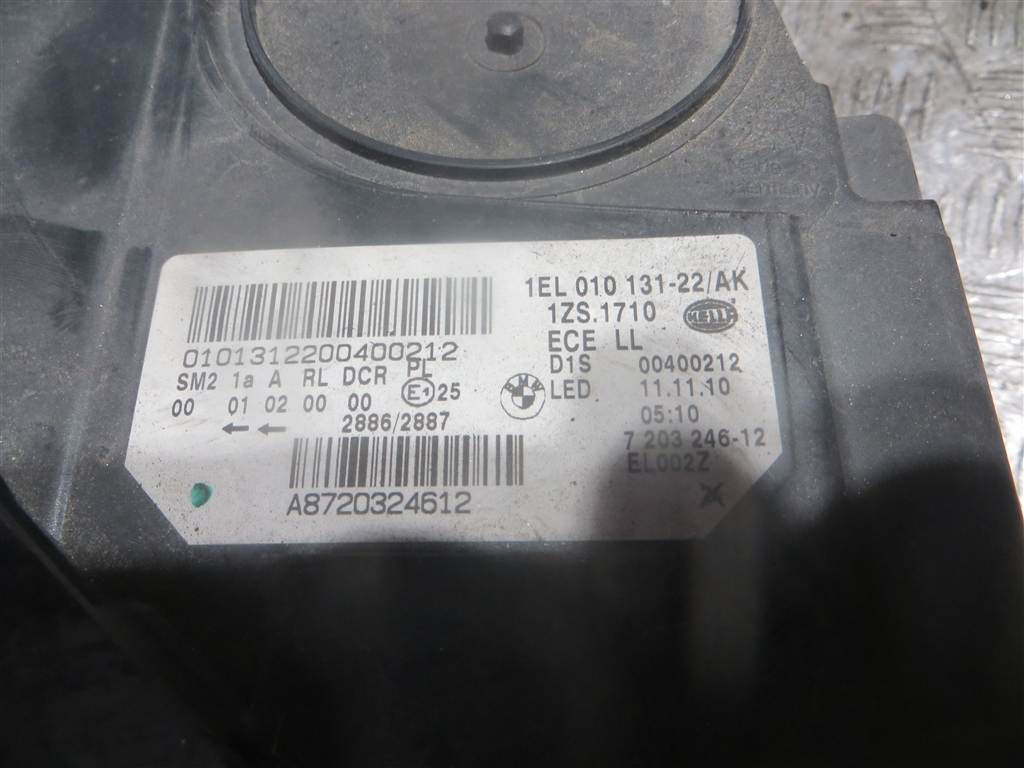 Germany
1EL 010 131-22/AK
1ZS.1710 HELLA
ECE LL
0101312200400212
D1S 00400212
SM2 1a A RL DCR PL
E1 25
LED 11.11.10
00 01 02 00 00
05:10
2886/2887
7 203 246-12
EL002Z
A8720324612